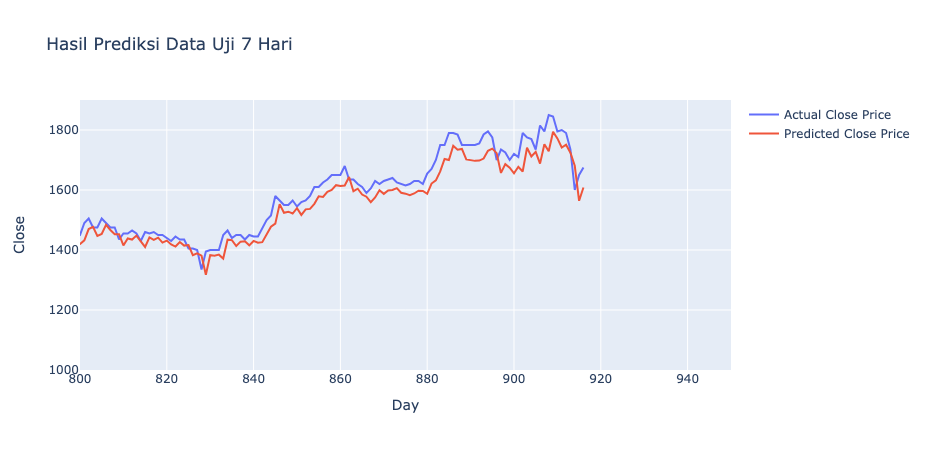 Hasil Prediksi Data Uji 7 Hari
Actual Close Price
Predicted Close Price
1800
1600
1400
1200
1000
Close
800
820
840
860
880
900
920
940
Day